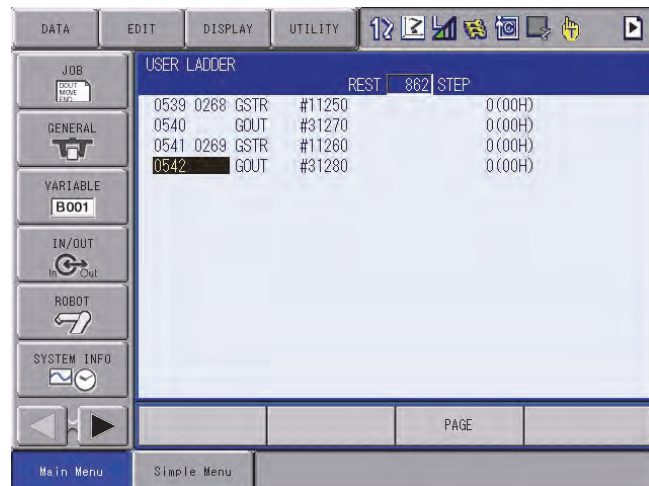 DATA EDIT DISPLAY UTILITY
JOB
DOUT
MOVE
END
GENERAL
VARIABLE
B001
IN/OUT
In Out
ROBOT
SYSTEM INFO
USER LADDER
REST 862 STEP
0539 0268 GSTR #11250 0(00H)
0540 GOUT #31270 0(00H)
0541 0269 GSTR #11260 0(00H)
0542 GOUT #31280 0(00H)
PAGE
Main Menu Simple Menu